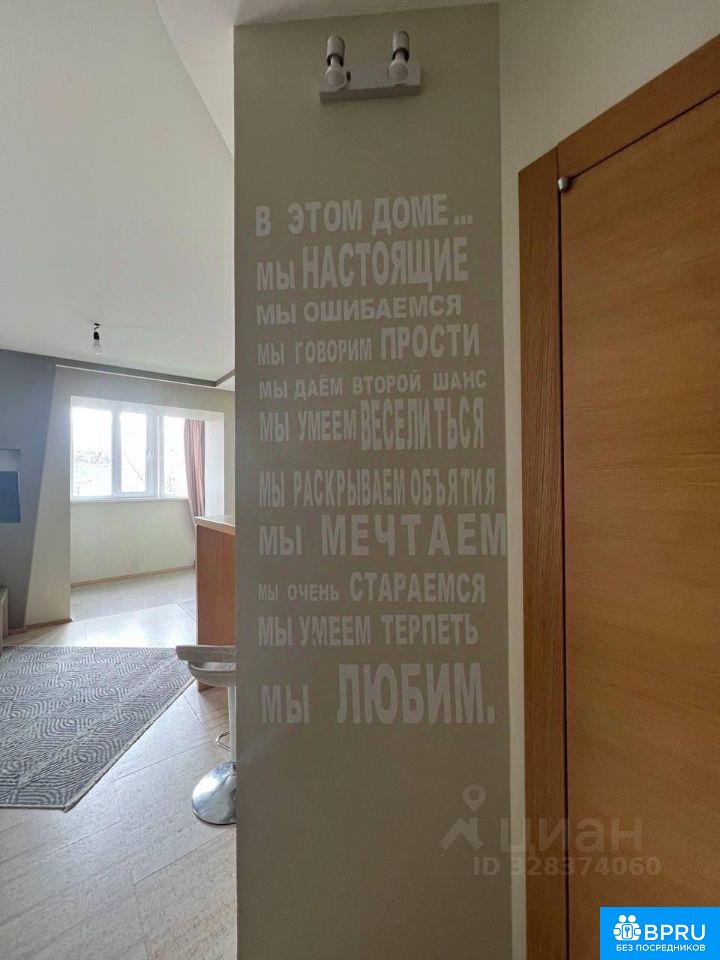 В ЭТОМ ДОМЕ...
МЫ НАСТОЯЩИЕ
МЫ ОШИБАЕМСЯ
МЫ ГОВОРИМ ПРОСТИ
МЫ ДАЁМ ВТОРОЙ ШАНС
МЫ УМЕЕМ ВЕСЕЛИТЬСЯ
МЫ РАСКРЫВАЕМ ОБЪЯТИЯ
МЫ МЕЧТАЕМ
МЫ ОЧЕНЬ СТАРАЕМСЯ
МЫ УМЕЕМ ТЕРПЕТЬ
МЫ ЛЮБИМ.
циан
ID 328374060
BPRU
БЕЗ ПОСРЕДНИКОВ